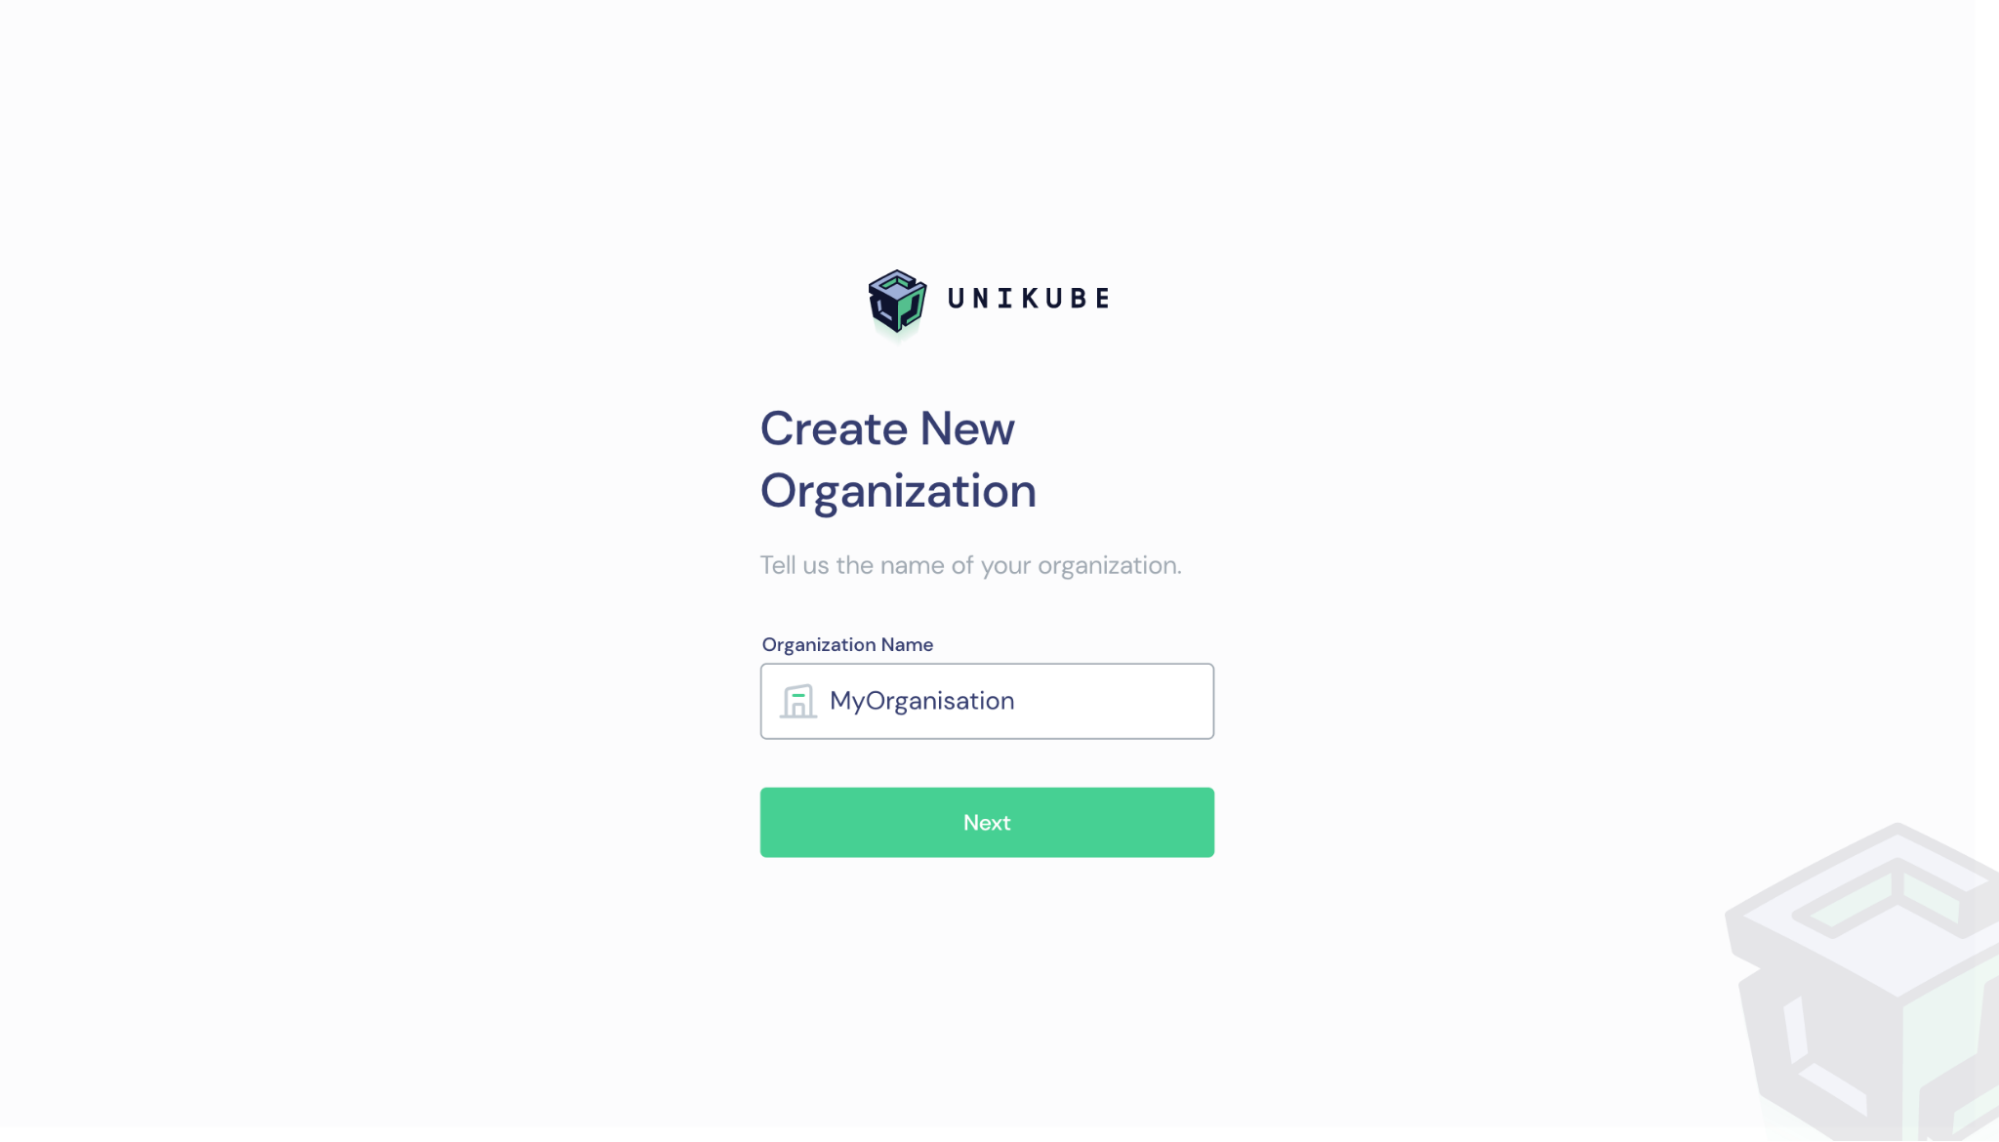 UNIKUBE
Create New
Organization
Tell us the name of your organization.
Organization Name
MyOrganisation
Next